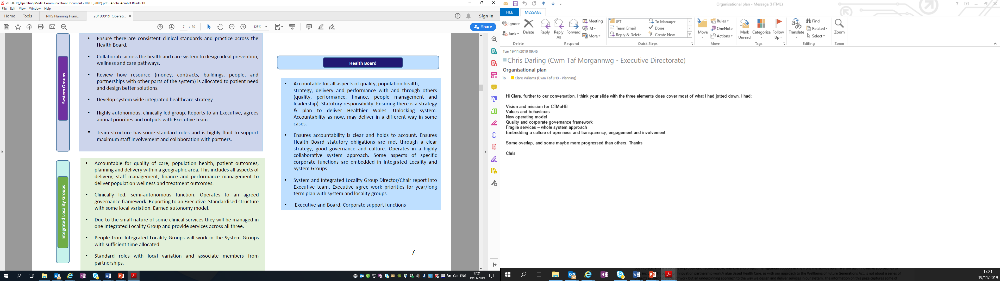 20190919_Operating Model Communication Document v10 (CC) (002).pdf - Adobe Acrobat Reader DC
File Edit View Window Help
Home Tools NHS Planning Fram... 20190919_Operati... × Sign In
7 / 30 125% Share
System Groups
• Ensure there are consistent clinical standards and practice across the
Health Board.
• Collaborate across the health and care system to design ideal prevention,
wellness and care pathways.
• Review how resource (money, contracts, buildings, people, and
partnerships with other parts of the system) is allocated to patient need
and design better solutions.
• Develop system wide integrated healthcare strategy.
• Highly autonomous, clinically led group. Reports to an Executive, agrees
annual priorities and outputs with Executive team.
• Team structure has some standard roles and is highly fluid to support
maximum staff involvement and collaboration with partners.
Integrated Locality Groups
• Accountable for quality of care, population health, patient outcomes,
planning and delivery within a geographic area. This includes all aspects of
delivery, staff management, finance and performance management to
deliver population wellness and treatment outcomes.
• Clinically led, semi-autonomous function. Operates to an agreed
governance framework. Reporting to an Executive. Standardised structure
with some local variation. Earned autonomy model.
• Due to the small nature of some clinical services they will be managed in
one Integrated Locality Group and provide services across all three.
• People from Integrated Locality Groups will work in the System Groups
with sufficient time allocated.
• Standard roles with local variation and associate members from
partnerships.
Health Board
• Accountable for all aspects of quality, population health,
strategy, delivery and performance with and through others
(quality, performance, finance, people management and
leadership). Statutory responsibility. Ensuring there is a strategy
& plan to deliver Healthier Wales. Unlocking system.
Accountability as now, may deliver in a different way in some
cases.
• Ensures accountability is clear and holds to account. Ensures
Health Board statutory obligations are met through a clear
strategy, good governance and culture. Operates in a highly
collaborative system approach. Some aspects of specific
corporate functions are embedded in Integrated Locality and
System Groups.
• System and Integrated Locality Group Director/Chair report into
Executive team. Executive agree work priorities for year/long
term plan with system and locality groups
• Executive and Board. Corporate support functions
7
ENG 17:21
19/11/2019
Organisational plan - Message (HTML)
FILE MESSAGE
Ignore
Junk
Delete
Delete
Reply
Reply All
Forward
Meeting
IM
More
Respond
JET
Team Email
Reply & Delete
To Manager
Done
Create New
Quick Steps
Move
Rules
OneNote
Actions
Move
Mark Unread
Categorize
Follow Up
Tags
Translate
Find
Related
Select
Editing
Zoom
Zoom
Tue 19/11/2019 09:45
Chris Darling (Cwm Taf Morgannwg - Executive Directorate)
Organisational plan
To Clare Williams (Cwm Taf LHB - Planning)
Hi Clare, further to our conversation, I think your slide with the three elements does cover most of what I had jotted down. I had:
Vision and mission for CTMuHB
Values and behaviours
New operating model
Quality and corporate governance framework
Fragile services – whole system approach
Embedding a culture of openness and transparency, engagement and involvement
Some overlap, and some maybe more progressed than others. Thanks
Chris
17:21
19/11/201